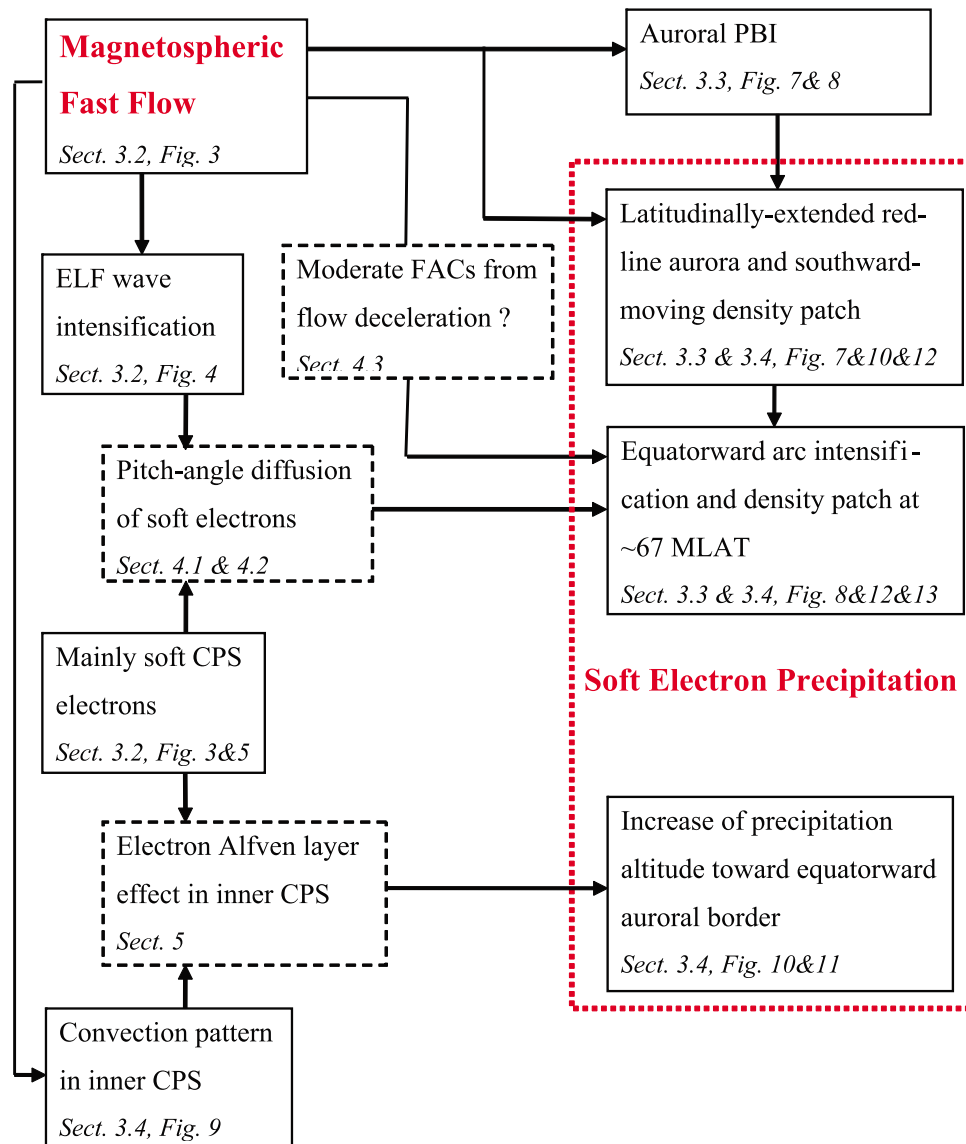 Magnetospheric
Fast Flow
Sect. 3.2, Fig. 3
Auroral PBI
Sect. 3.3, Fig. 7& 8
Latitudinally-extended red-
line aurora and southward-
moving density patch
Sect. 3.3 & 3.4, Fig. 7&10&12
ELF wave
intensification
Sect. 3.2, Fig. 4
Moderate FACs from
flow deceleration ?
Sect. 4.3
Equatorward arc intensifi-
cation and density patch at
~67 MLAT
Sect. 3.3 & 3.4, Fig. 8&12&13
Pitch-angle diffusion
of soft electrons
Sect. 4.1 & 4.2
Mainly soft CPS
electrons
Sect. 3.2, Fig. 3&5
Soft Electron Precipitation
Electron Alfven layer
effect in inner CPS
Sect. 5
Increase of precipitation
altitude toward equatorward
auroral border
Sect. 3.4, Fig. 10&11
Convection pattern
in inner CPS
Sect. 3.4, Fig. 9